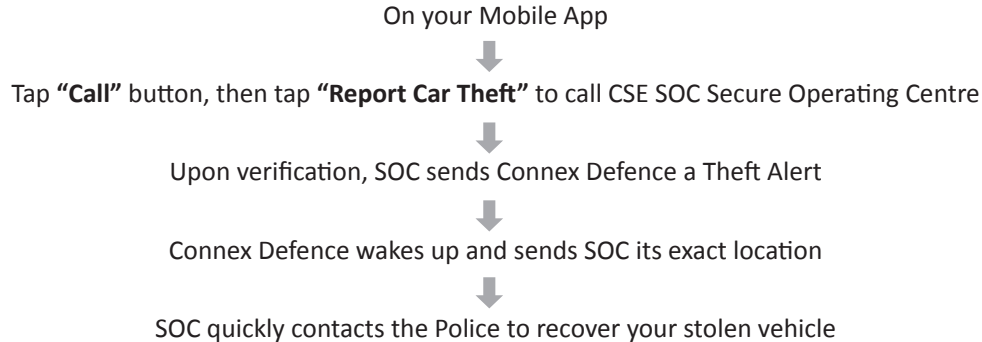 On your Mobile App
Tap “Call” button, then tap “Report Car Theft” to call CSE SOC Secure Operating Centre
Upon verification, SOC sends Connex Defence a Theft Alert
Connex Defence wakes up and sends SOC its exact location
SOC quickly contacts the Police to recover your stolen vehicle